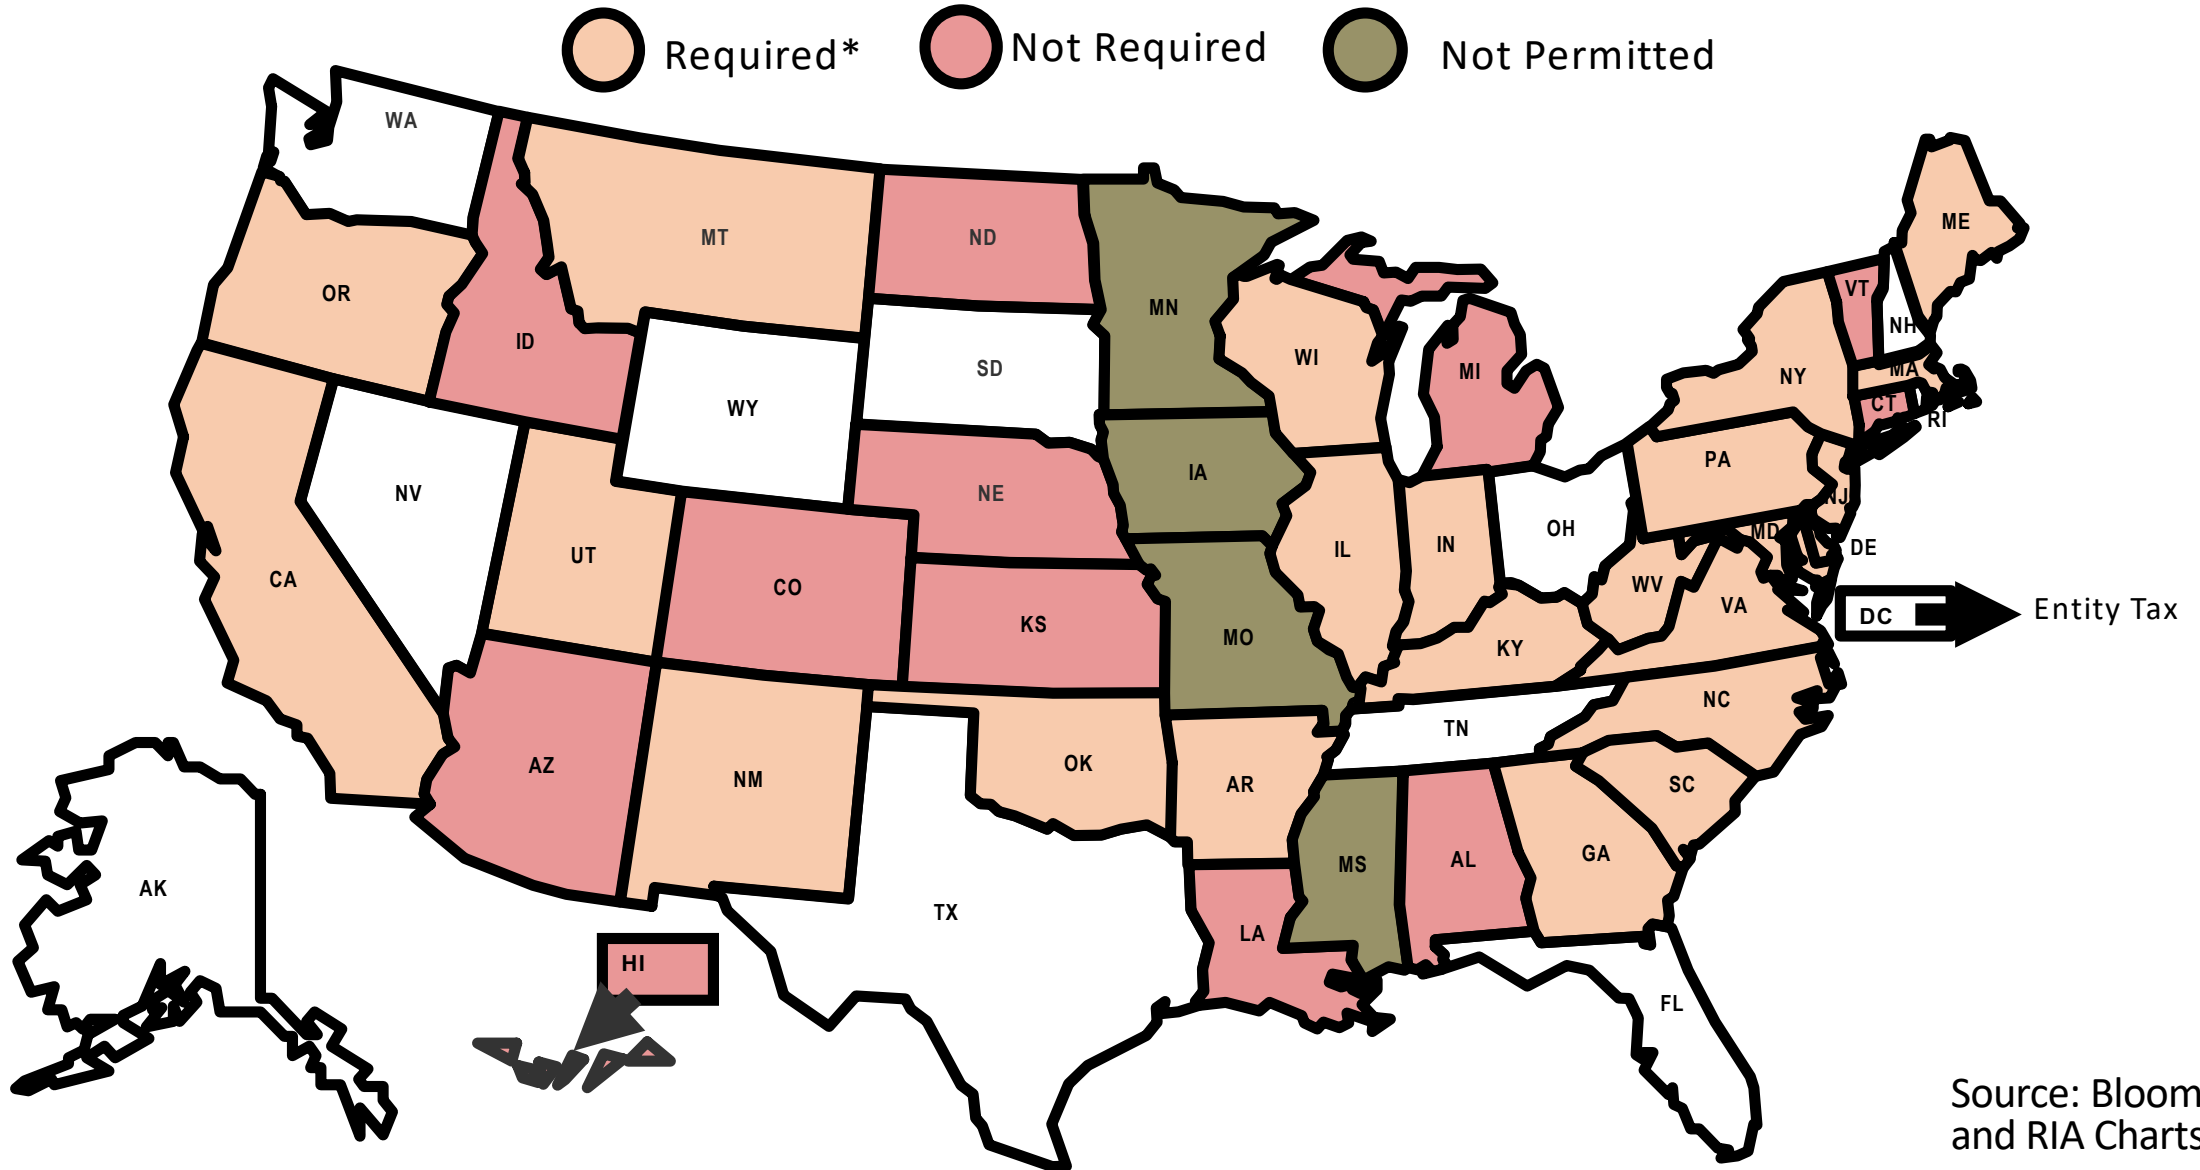 Required*
Not Required
Not Permitted
WA
MT
ND
MN
ME
OR
ID
VT
NH
WI
MI
SD
WY
NY
MA
CT
RI
PA
IA
NE
NV
NJ
OH
MD
DE
UT
IL
IN
CA
CO
WV
VA
DC
Entity Tax
KS
MO
KY
NC
TN
AZ
NM
OK
AR
SC
MS
AL
GA
AK
TX
LA
HI
FL
Source: Bloom
and RIA Charts